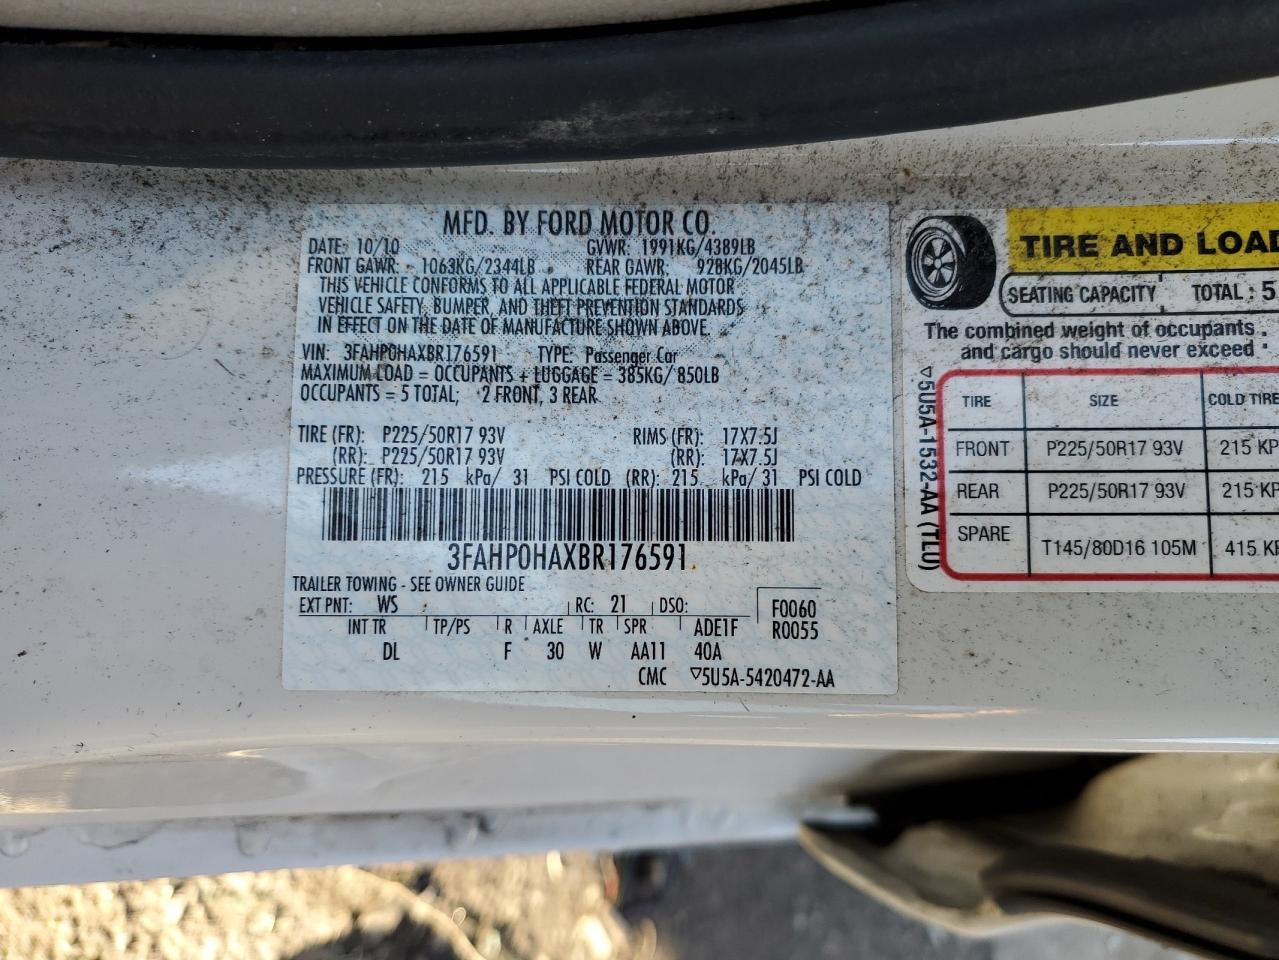 MFD. BY FORD MOTOR CO.
DATE: 10/10 GVWR: 1991KG/4389LB
FRONT GAWR: 1063KG/2344LB REAR GAWR: 928KG/2045LB
THIS VEHICLE CONFORMS TO ALL APPLICABLE FEDERAL MOTOR
VEHICLE SAFETY, BUMPER, AND THEFT PREVENTION STANDARDS
IN EFFECT ON THE DATE OF MANUFACTURE SHOWN ABOVE.
VIN: 3FAHP0HAXBR176591 TYPE: Passenger Car
MAXIMUM LOAD = OCCUPANTS + LUGGAGE = 385KG/850LB
OCCUPANTS = 5 TOTAL; 2 FRONT, 3 REAR
TIRE (FR): P225/50R17 93V RIMS (FR): 17X7.5J
(RR): P225/50R17 93V (RR): 17X7.5J
PRESSURE (FR): 215 kPa/ 31 PSI COLD (RR): 215 kPa/ 31 PSI COLD
3FAHP0HAXBR176591
TRAILER TOWING - SEE OWNER GUIDE
EXT PNT: WS RC: 21 DSO: F0060
INT TR TP/PS R AXLE TR SPR ADE1F R0055
DL F 30 W AA11 40A
CMC ▽5U5A-5420472-AA
TIRE AND LOAD
SEATING CAPACITY TOTAL: 5
The combined weight of occupants
and cargo should never exceed
▽5U5A-1532-AA (TLU)
TIRE SIZE COLD TIRE
FRONT P225/50R17 93V 215 KP
REAR P225/50R17 93V 215 KP
SPARE T145/80D16 105M 415 KP